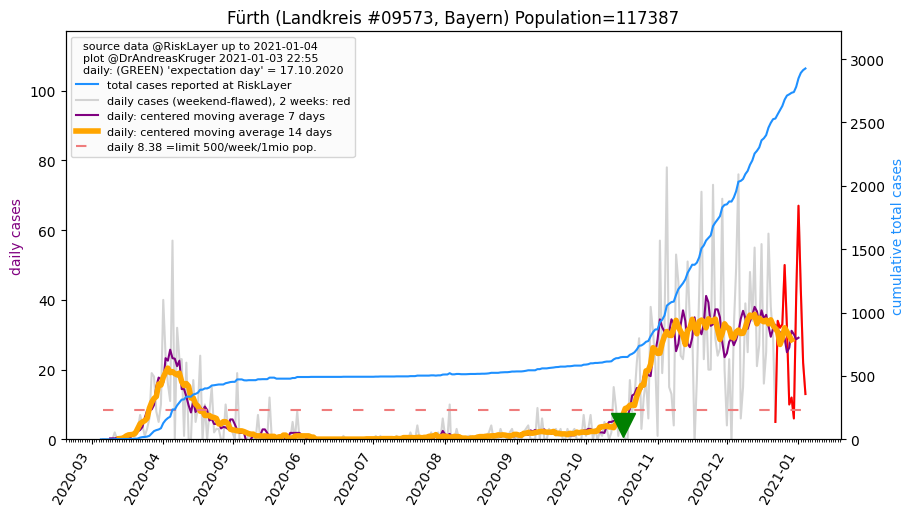 Fürth (Landkreis #09573, Bayern) Population=117387
source data @RiskLayer up to 2021-01-04
plot @DrAndreasKruger 2021-01-03 22:55
daily: (GREEN) 'expectation day' = 17.10.2020
total cases reported at RiskLayer
daily cases (weekend-flawed), 2 weeks: red
daily: centered moving average 7 days
daily: centered moving average 14 days
daily 8.38 =limit 500/week/1mio pop.
daily cases
100
80
60
40
20
0
cumulative total cases
3000
2500
2000
1500
1000
500
0
2020-03
2020-04
2020-05
2020-06
2020-07
2020-08
2020-09
2020-10
2020-11
2020-12
2021-01